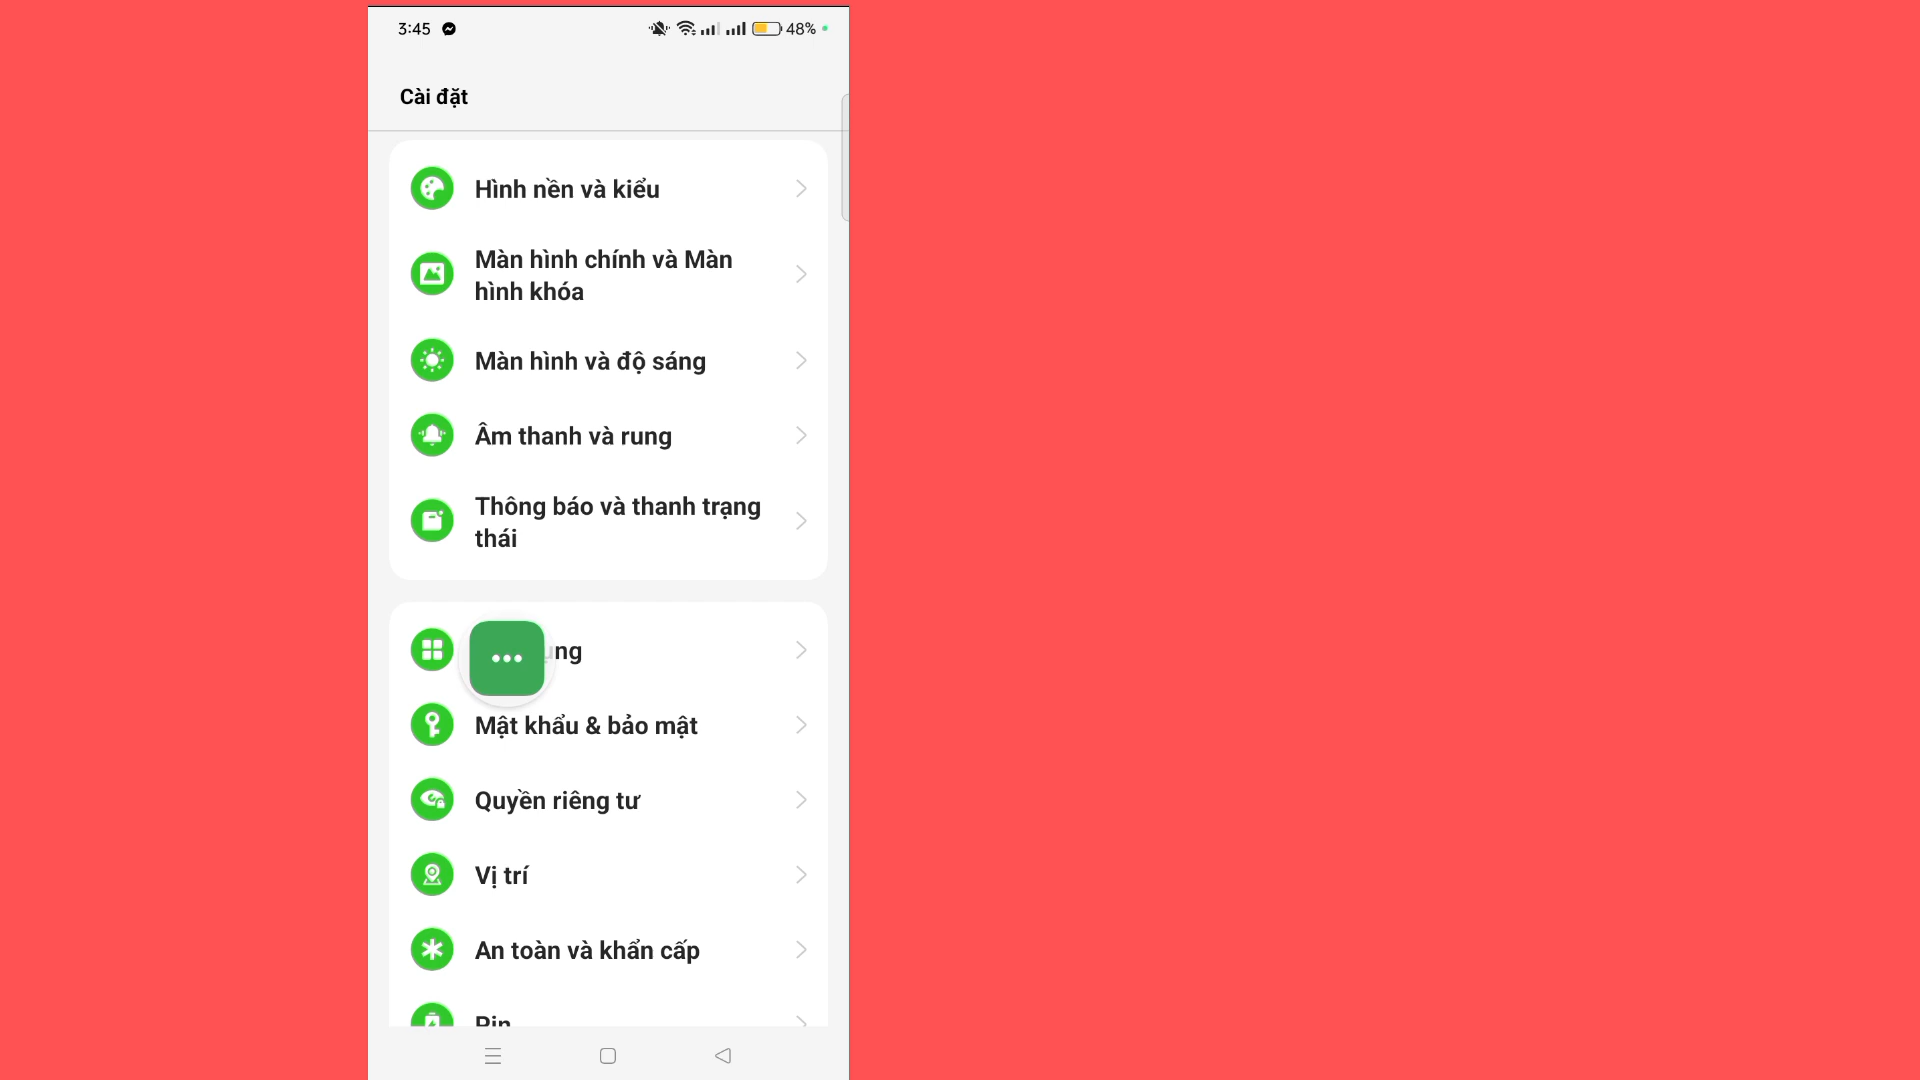 3:45
48%
Cài đặt
Hình nền và kiểu
Màn hình chính và Màn
hình khóa
Màn hình và độ sáng
Âm thanh và rung
Thông báo và thanh trạng
thái
Mật khẩu & bảo mật
Quyền riêng tư
Vị trí
An toàn và khẩn cấp
Pin